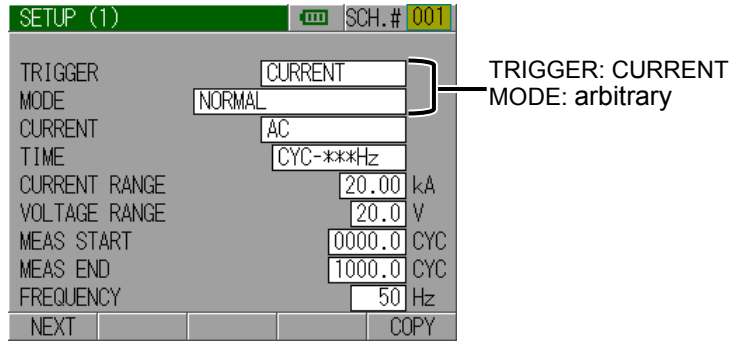 SETUP (1) SCH.# 001
TRIGGER CURRENT
MODE NORMAL
CURRENT AC
TIME CYC-***Hz
CURRENT RANGE 20.00 kA
VOLTAGE RANGE 20.0 V
MEAS START 0000.0 CYC
MEAS END 1000.0 CYC
FREQUENCY 50 Hz
NEXT COPY
TRIGGER: CURRENT
MODE: arbitrary